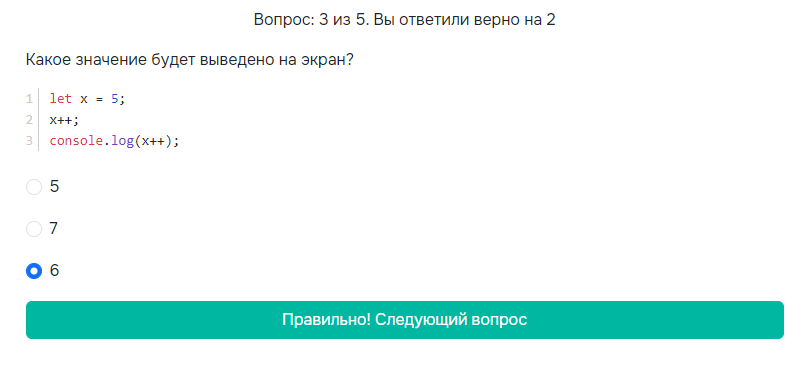 Вопрос: 3 из 5. Вы ответили верно на 2
Какое значение будет выведено на экран?
1 let x = 5;
2 x++;
3 console.log(x++);
5
7
6
Правильно! Следующий вопрос